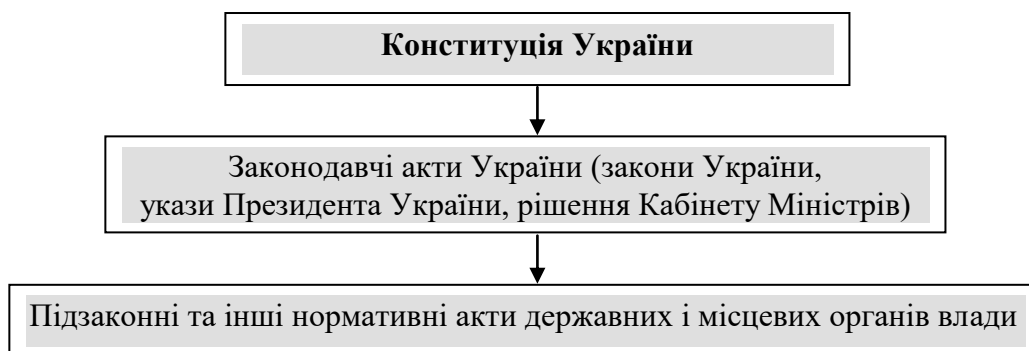 Конституція України
Законодавчі акти України (закони України,
укази Президента України, рішення Кабінету Міністрів)
Підзаконні та інші нормативні акти державних і місцевих органів влади